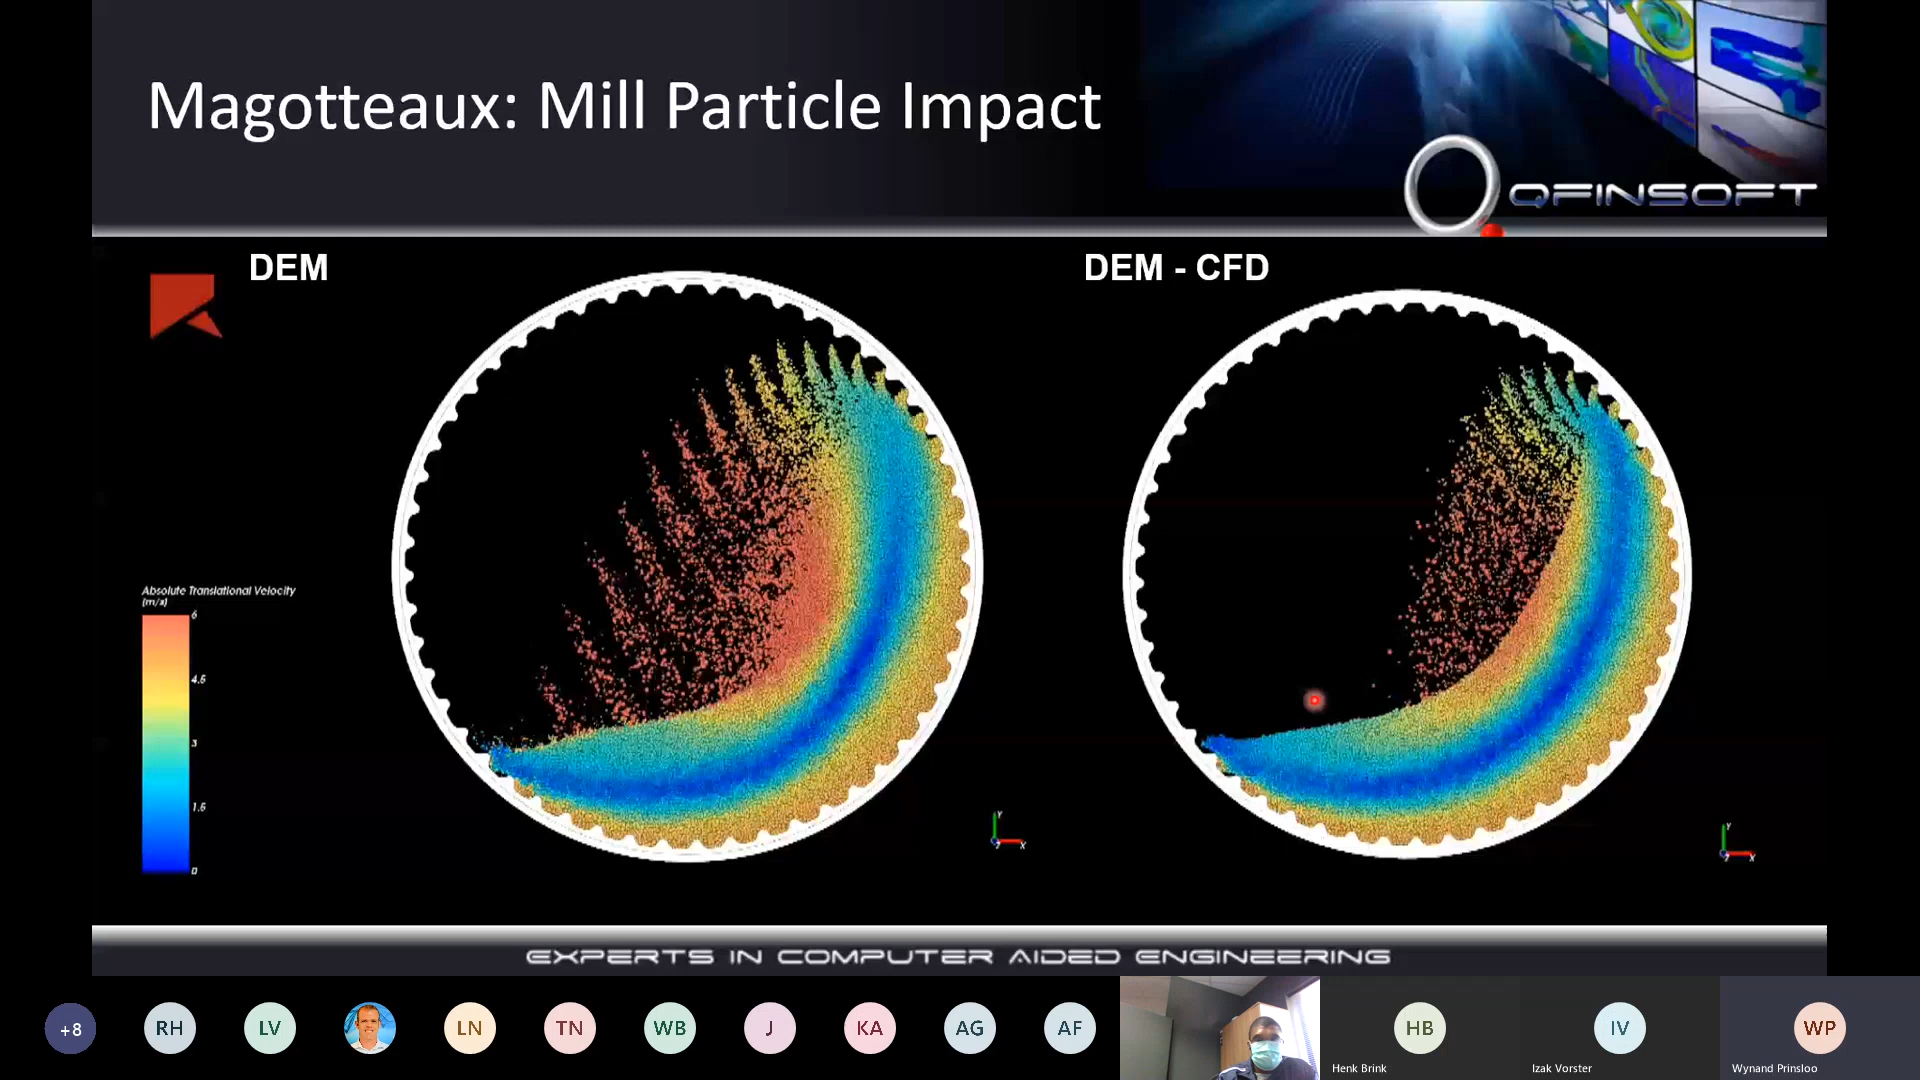 Magotteaux: Mill Particle Impact
QFINSOFT
DEM
DEM - CFD
Absolute Translational Velocity
(m/s)
6
4.5
3
1.5
0
Y
X
Z
Y
X
Z
EXPERTS IN COMPUTER AIDED ENGINEERING
+8
RH
LV
LN
TN
WB
J
KA
AG
AF
HB
IV
WP
Henk Brink
Izak Vorster
Wynand Prinsloo